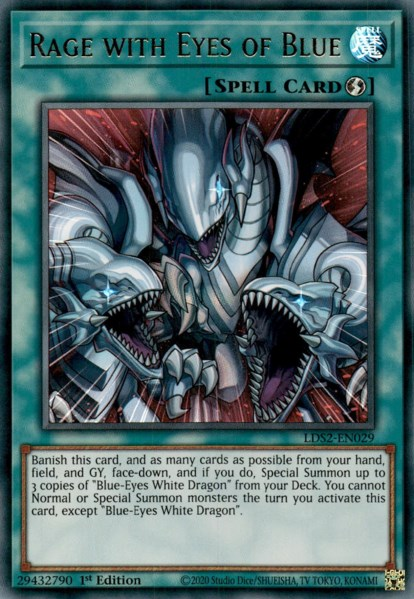 RAGE WITH EYES OF BLUE
SPELL
[SPELL CARD]
LDS2-EN029
Banish this card, and as many cards as possible from your hand,
field, and GY, face-down, and if you do, Special Summon up to
3 copies of "Blue-Eyes White Dragon" from your Deck. You cannot
Normal or Special Summon monsters the turn you activate this
card, except "Blue-Eyes White Dragon".
29432790 1st Edition ©2020 Studio Dice/SHUEISHA, TV TOKYO, KONAMI